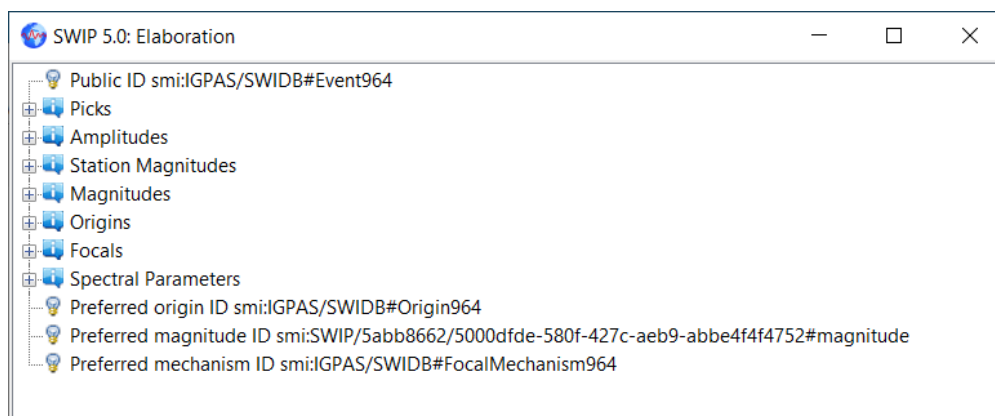 SWIP 5.0: Elaboration
Public ID smi:IGPAS/SWIDB#Event964
Picks
Amplitudes
Station Magnitudes
Magnitudes
Origins
Focals
Spectral Parameters
Preferred origin ID smi:IGPAS/SWIDB#Origin964
Preferred magnitude ID smi:SWIP/5abb8662/5000dfde-580f-427c-aeb9-abbe4f4f4752#magnitude
Preferred mechanism ID smi:IGPAS/SWIDB#FocalMechanism964